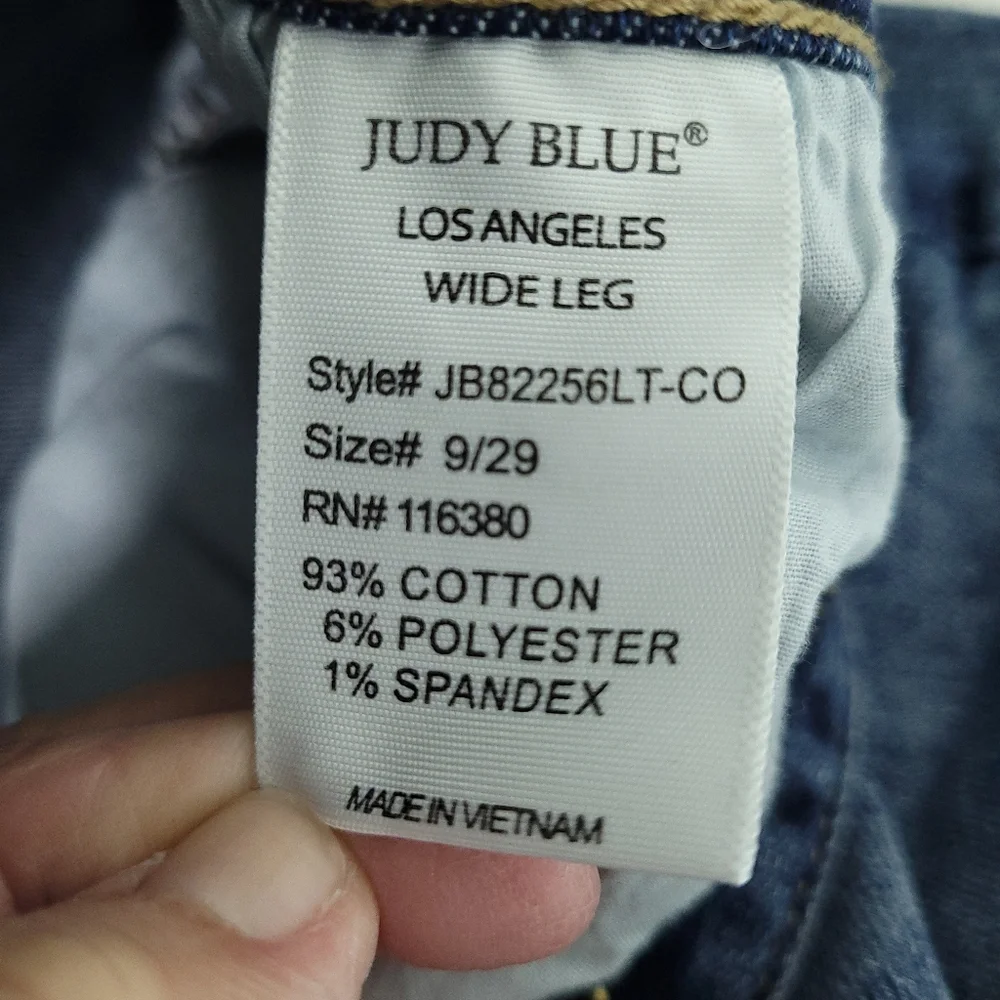 JUDY BLUE®
LOS ANGELES
WIDE LEG
Style# JB82256LT-CO
Size# 9/29
RN# 116380
93% COTTON
6% POLYESTER
1% SPANDEX
MADE IN VIETNAM